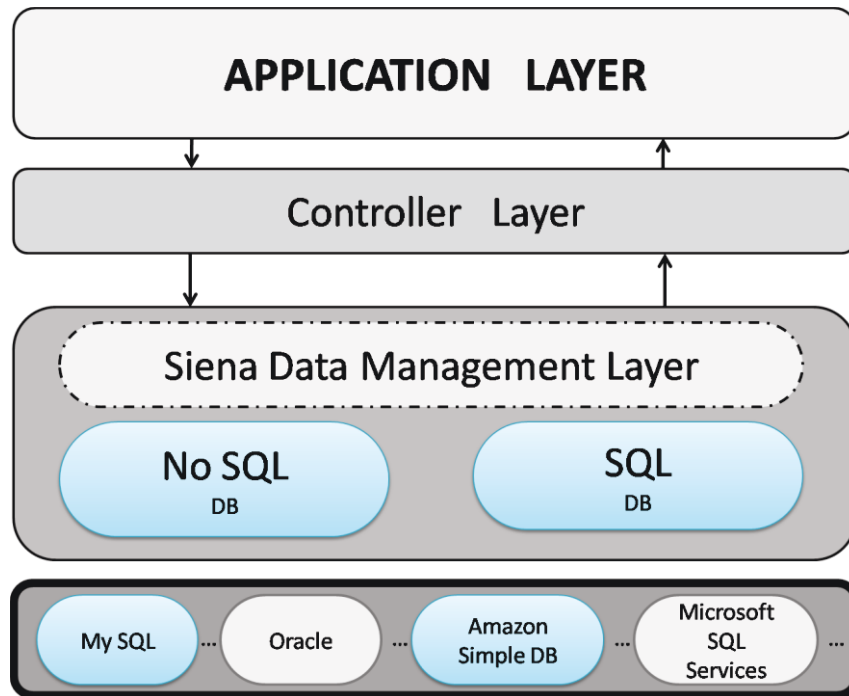 APPLICATION LAYER
Controller Layer
Siena Data Management Layer
No SQL
DB
SQL
DB
My SQL
...
Oracle
...
Amazon
Simple DB
...
Microsoft
SQL
Services
...